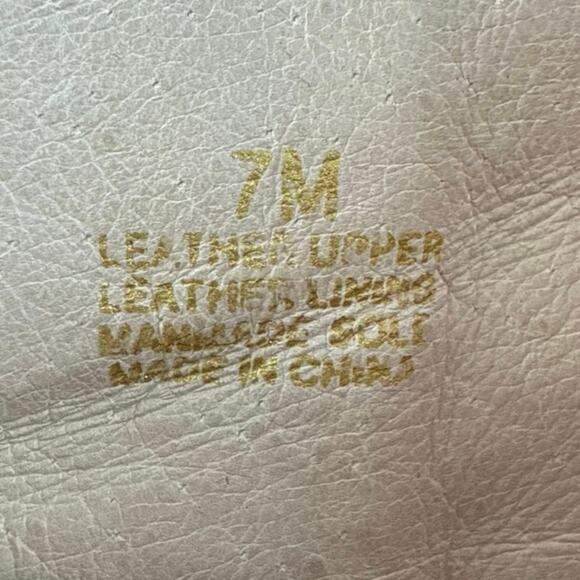 7M
LEATHER UPPER
LEATHER LINING
MANMADE SOLE
MADE IN CHINA